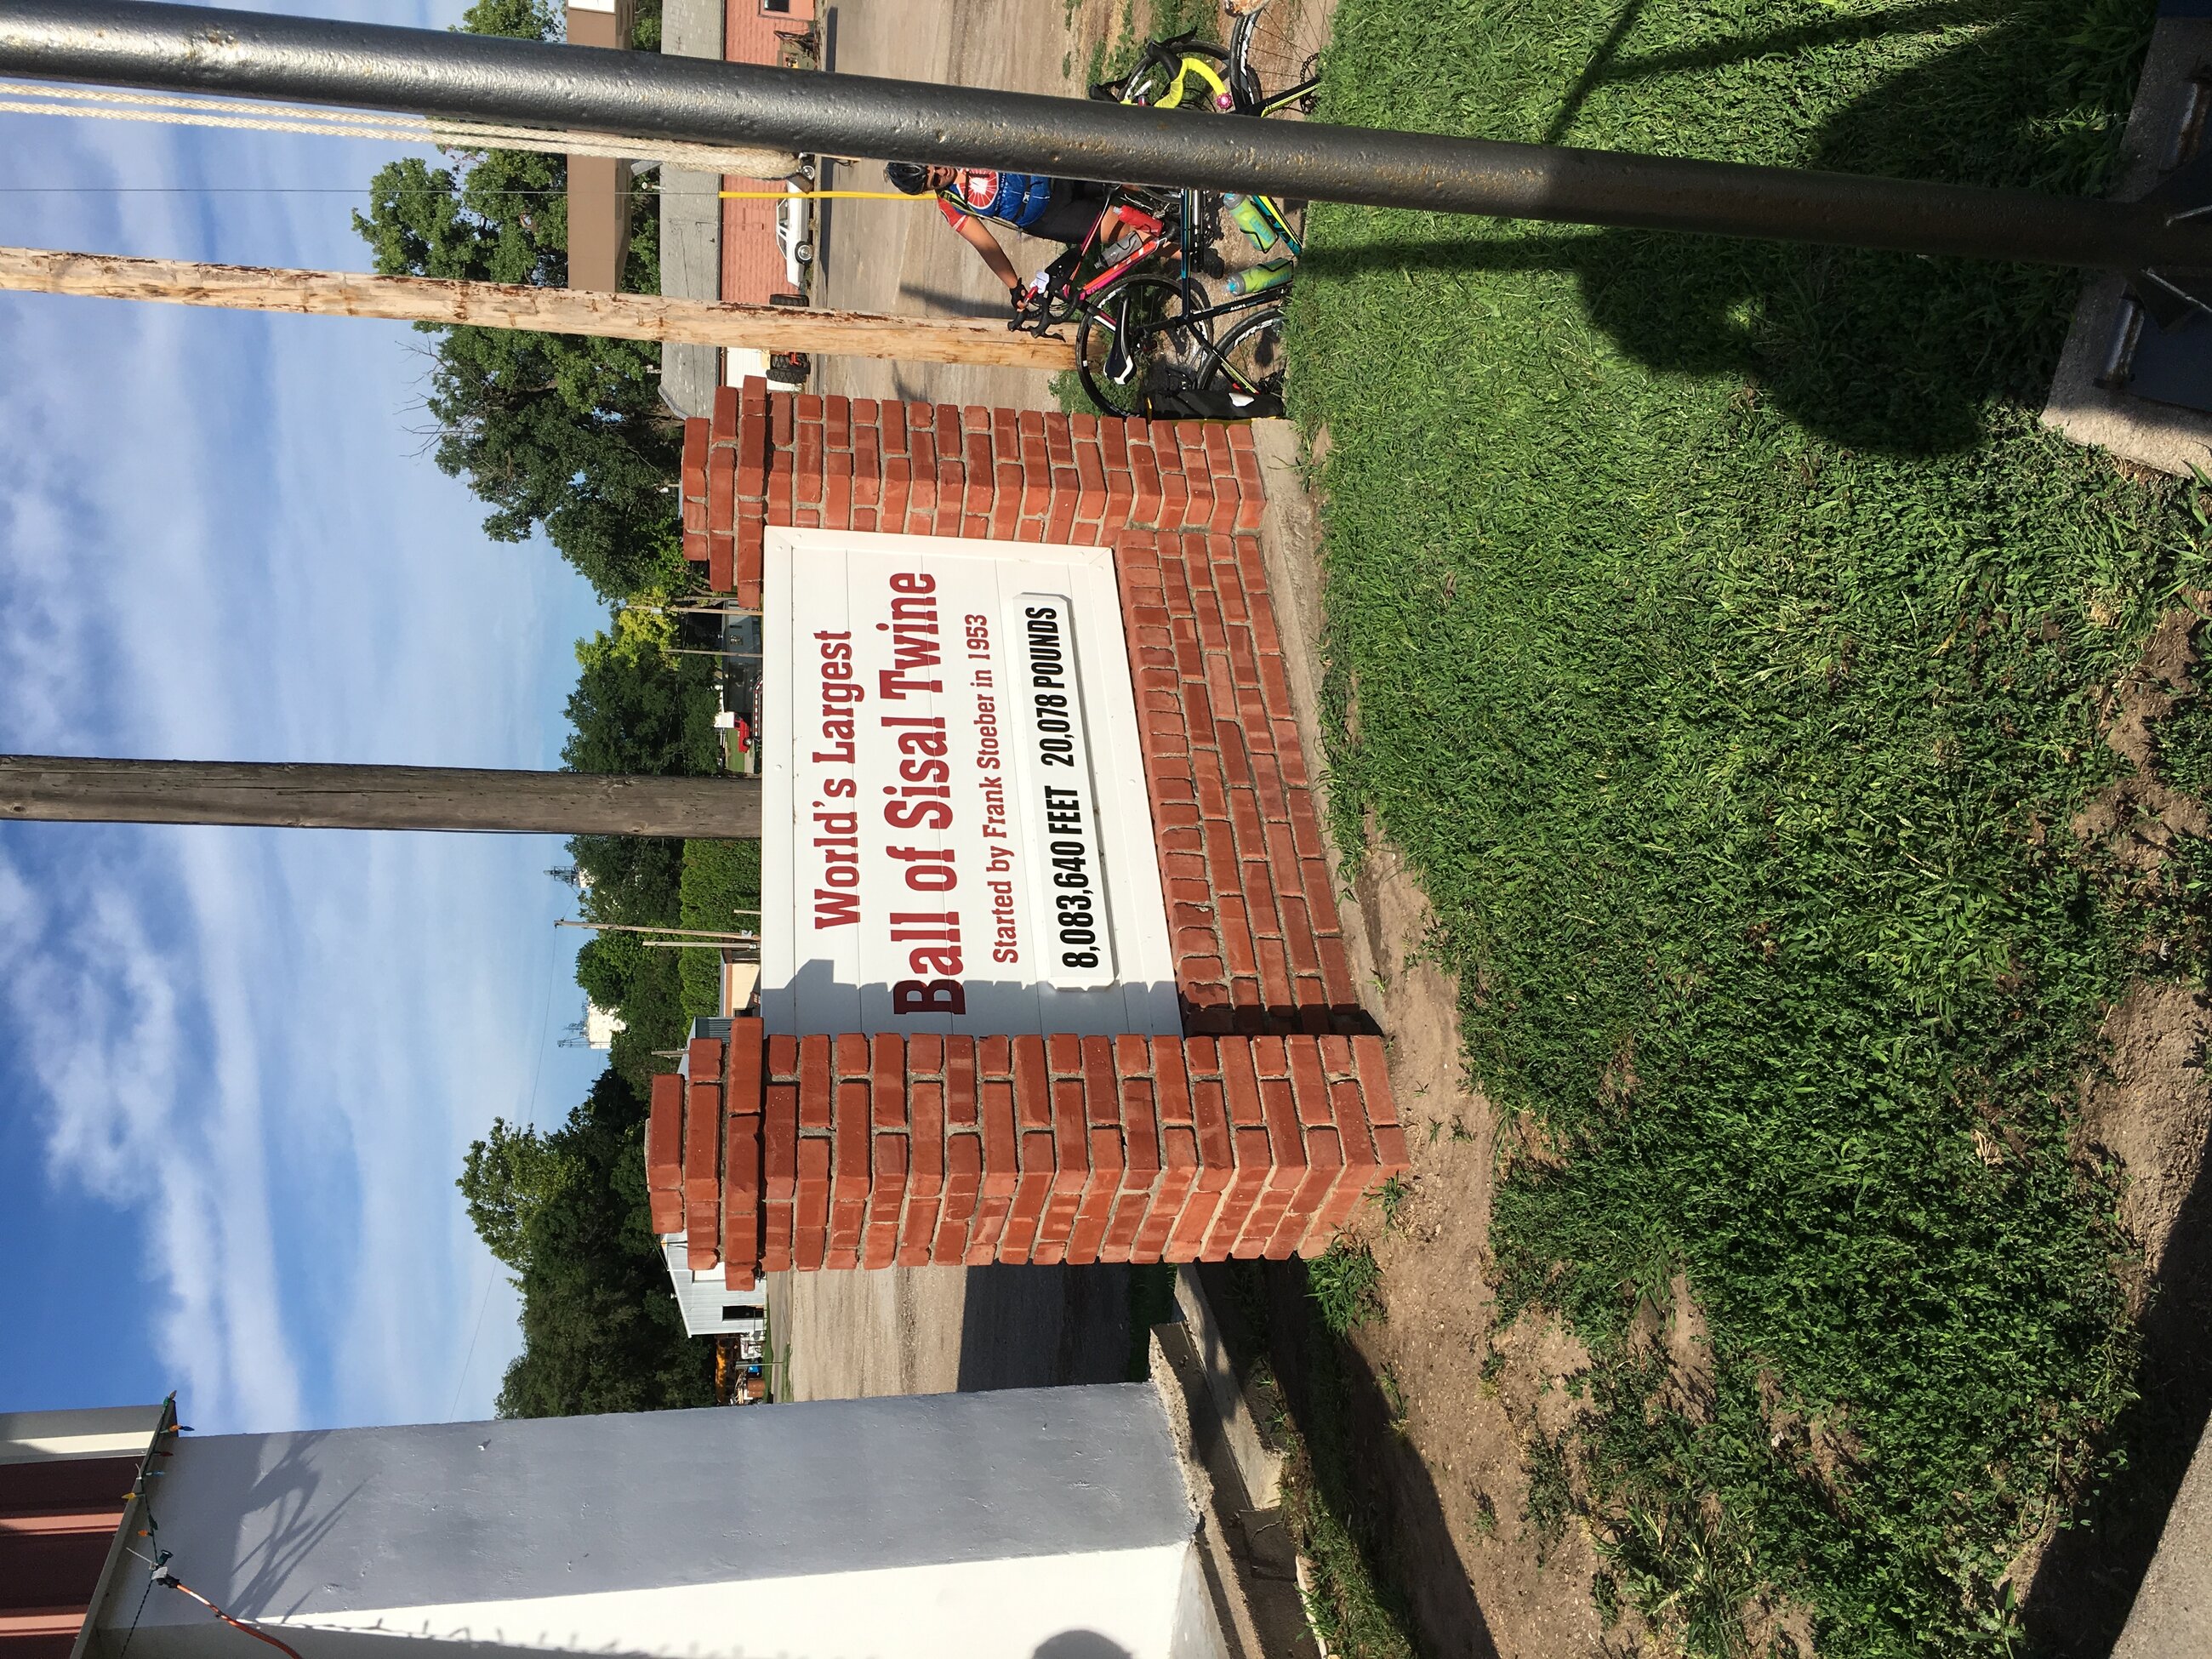 World's Largest
Ball of Sisal Twine
Started by Frank Stoeber in 1953
8,083,640 FEET 20,078 POUNDS